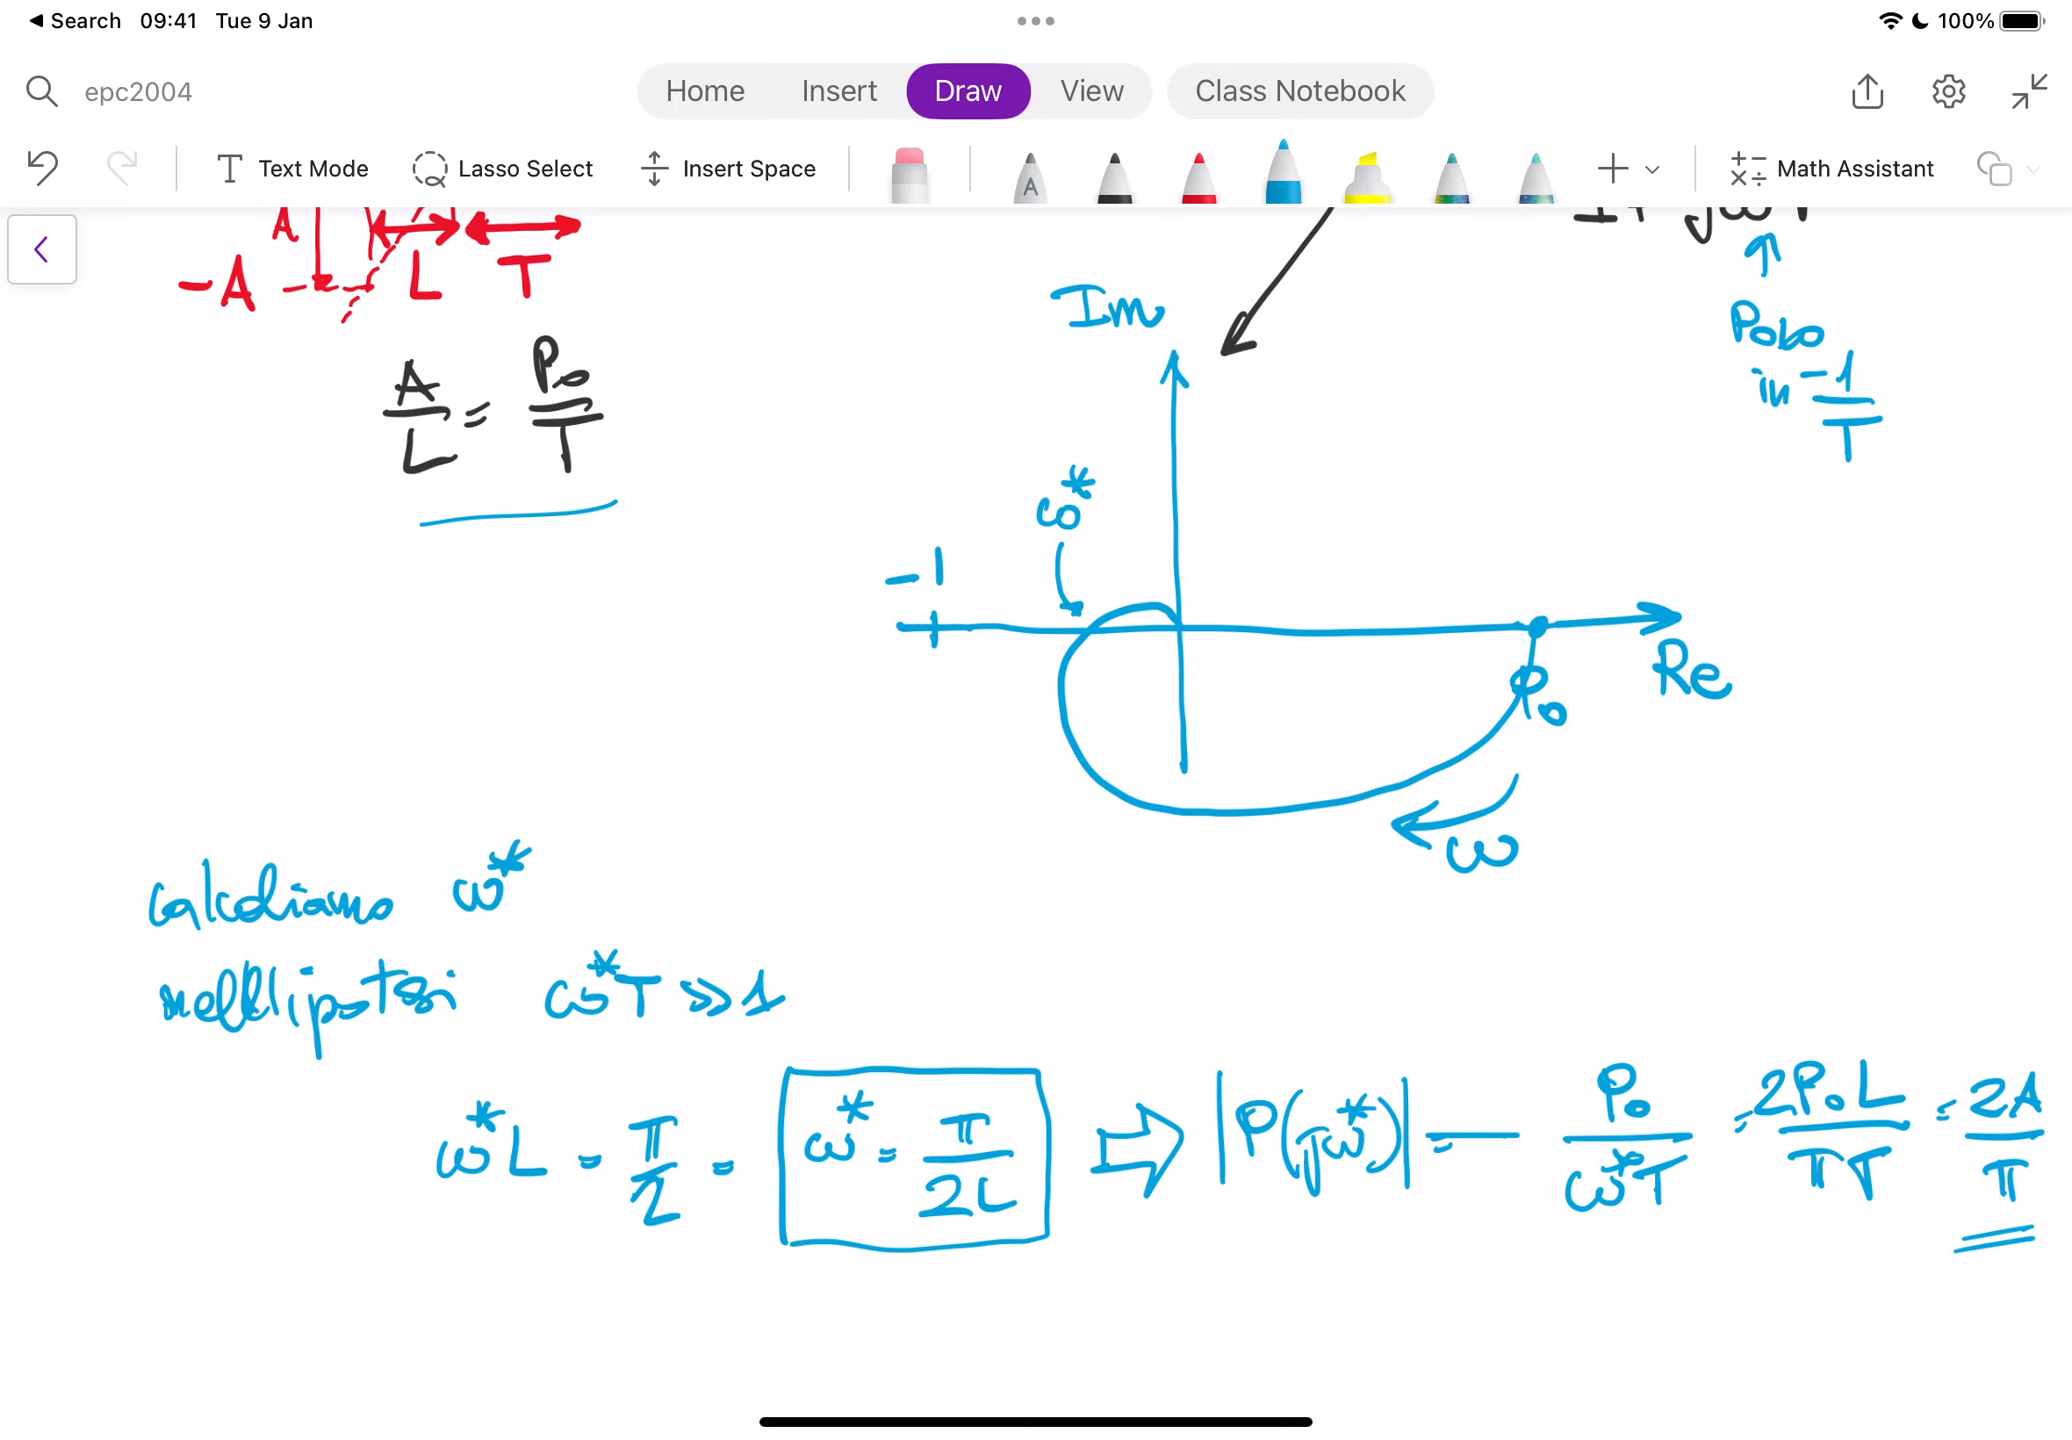 Search 09:41 Tue 9 Jan 100%
epc2004 Home Insert Draw View Class Notebook
Text Mode Lasso Select Insert Space A Math Assistant
A
-A L T
A/L = P₀/T
1 + jωT
Polo
in -1/T
Im
ω*
-1
Re
P₀
ω
calcoliamo ω*
nell'ipotesi ω*T >> 1
ω*L = π/2 = ω* = π/2L ⇒ |P(jω*)| = — P₀/ω*T = 2P₀L/πT = 2A/π